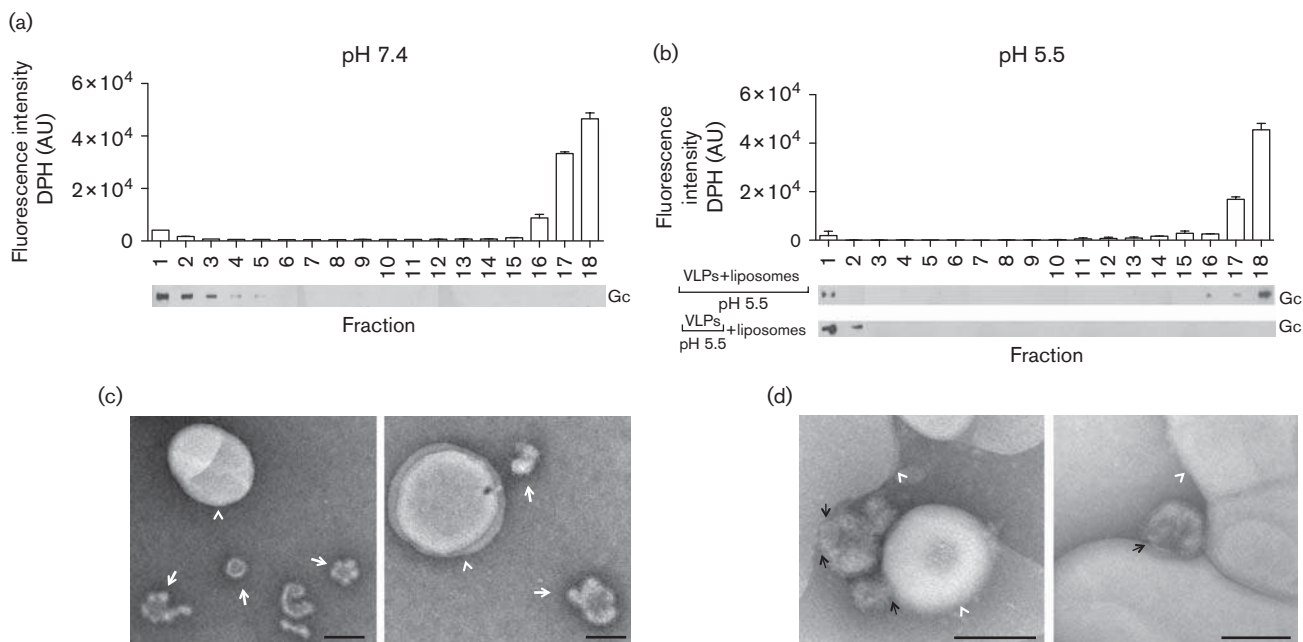 (a)
pH 7.4
Fluorescence intensity
DPH (AU)
6×10⁴
4×10⁴
2×10⁴
0
1 2 3 4 5 6 7 8 9 10 11 12 13 14 15 16 17 18
Gc
Fraction
(b)
pH 5.5
Fluorescence
intensity
DPH (AU)
6×10⁴
4×10⁴
2×10⁴
0
1 2 3 4 5 6 7 8 9 10 11 12 13 14 15 16 17 18
VLPs+liposomes
pH 5.5
Gc
VLPs +liposomes
pH 5.5
Gc
Fraction
(c)
(d)